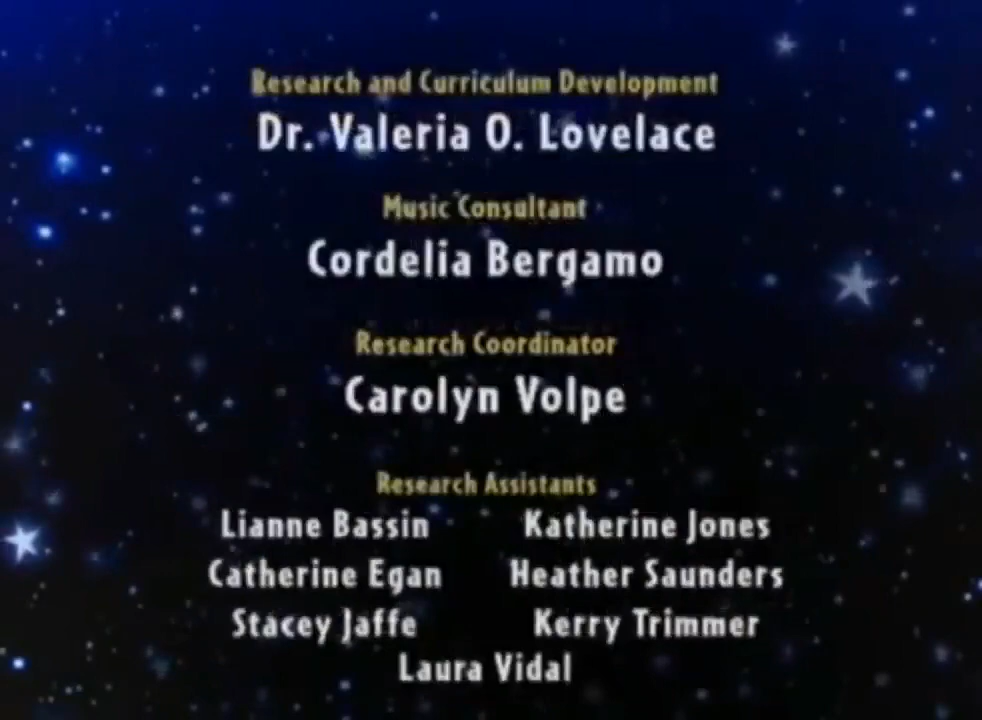 Research and Curriculum Development
Dr. Valeria O. Lovelace
Music Consultant
Cordelia Bergamo
Research Coordinator
Carolyn Volpe
Research Assistants
Lianne Bassin Katherine Jones
Catherine Egan Heather Saunders
Stacey Jaffe Kerry Trimmer
Laura Vidal